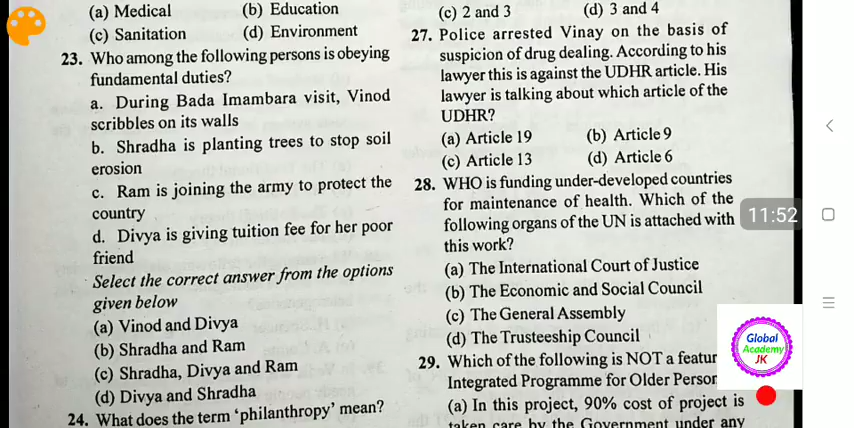 (a) Medical (b) Education
(c) Sanitation (d) Environment
23. Who among the following persons is obeying
fundamental duties?
a. During Bada Imambara visit, Vinod
scribbles on its walls
b. Shradha is planting trees to stop soil
erosion
c. Ram is joining the army to protect the
country
d. Divya is giving tuition fee for her poor
friend
Select the correct answer from the options
given below
(a) Vinod and Divya
(b) Shradha and Ram
(c) Shradha, Divya and Ram
(d) Divya and Shradha
24. What does the term ‘philanthropy’ mean?
(c) 2 and 3 (d) 3 and 4
27. Police arrested Vinay on the basis of
suspicion of drug dealing. According to his
lawyer this is against the UDHR article. His
lawyer is talking about which article of the
UDHR?
(a) Article 19 (b) Article 9
(c) Article 13 (d) Article 6
28. WHO is funding under-developed countries
for maintenance of health. Which of the
following organs of the UN is attached with
this work?
(a) The International Court of Justice
(b) The Economic and Social Council
(c) The General Assembly
(d) The Trusteeship Council
29. Which of the following is NOT a featur
Integrated Programme for Older Person
(a) In this project, 90% cost of project is
taken care by the Government under any
11:52
Global
Academy
JK